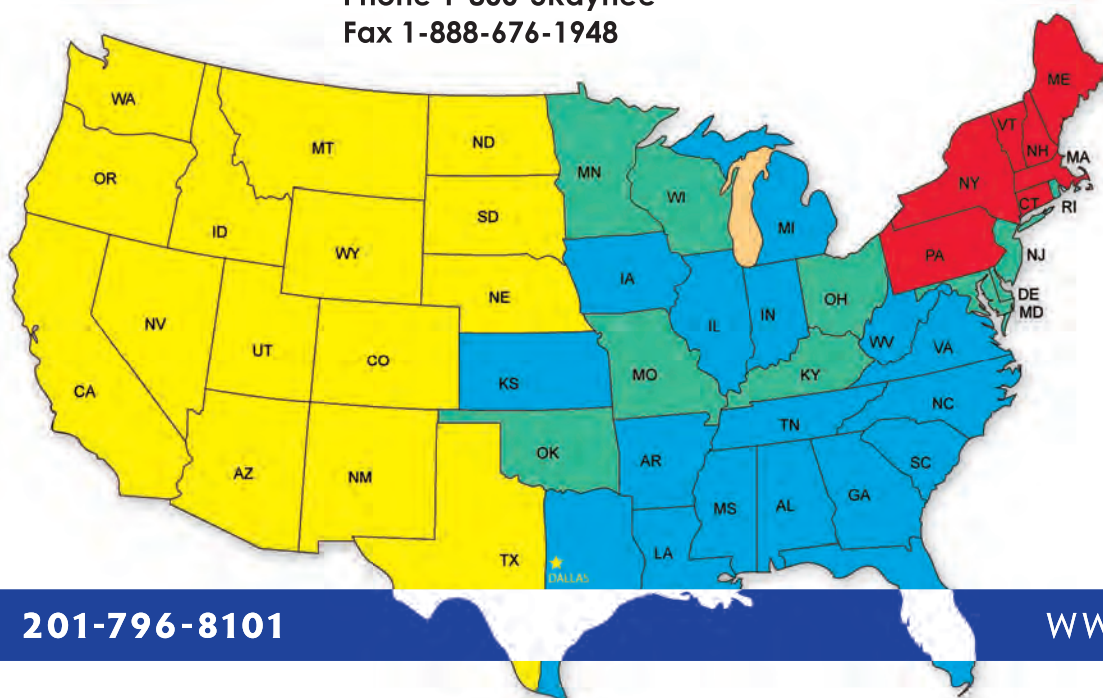 Fax 1-888-676-1948
ME
WA
VT
ND
MT
NH
MA
MN
OR
NY
WI
CT
RI
SD
MI
ID
WY
PA
NJ
IA
NE
DE
OH
MD
NV
IL
IN
WV
VA
UT
CO
MO
KY
KS
CA
NC
TN
OK
AR
SC
AZ
NM
GA
MS
AL
LA
TX
DALLAS
201-796-8101
WW